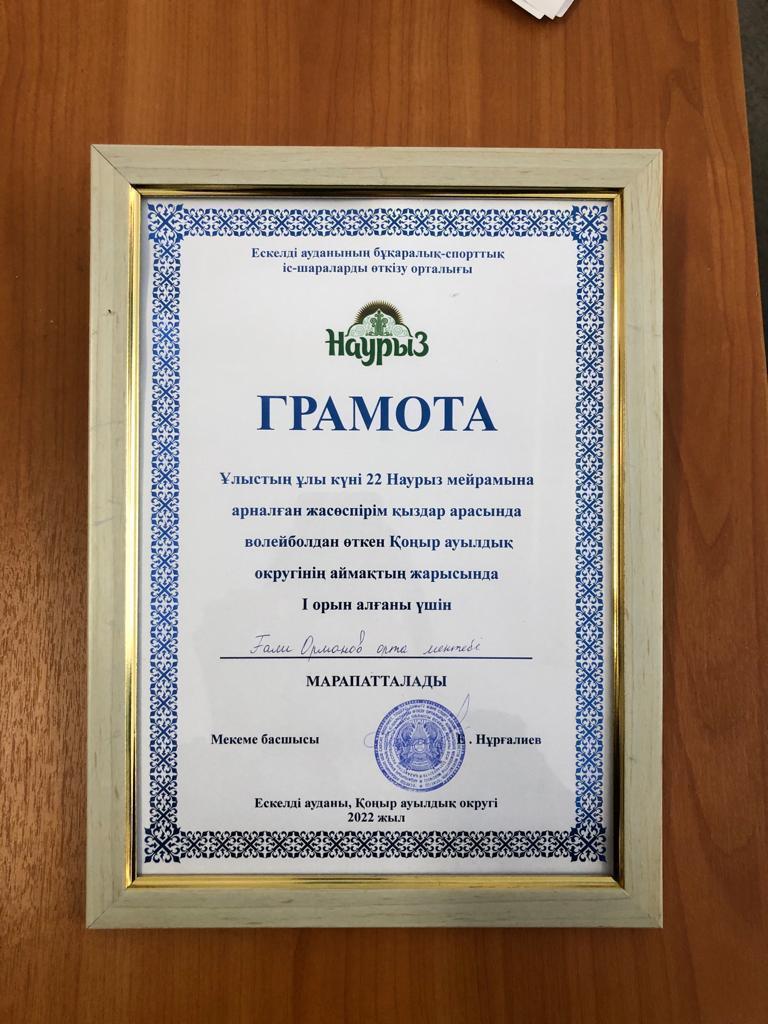 Ескелді ауданының бұқаралық-спорттық
іс-шараларды өткізу орталығы
Наурыз
ГРАМОТА
Ұлыстың ұлы күні 22 Наурыз мейрамына
арналған жасөспірім қыздар арасында
волейболдан өткен Қоңыр ауылдық
округінің аймақтың жарысында
I орын алғаны үшін
Ғали Орманов орта мектебі
МАРАПАТТАЛАДЫ
Мекеме басшысы Нұрғалиев
Ескелді ауданы, Қоңыр ауылдық округі
2022 жыл